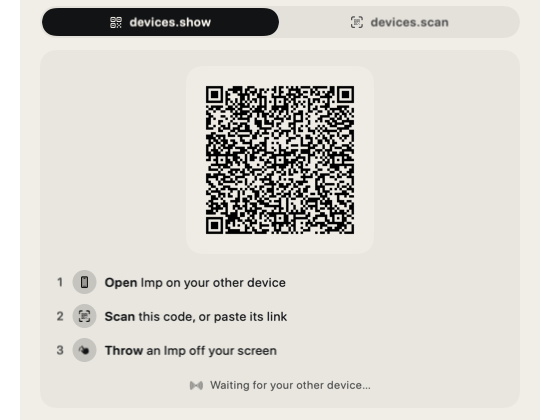 devices.show
devices.scan
1 Open Imp on your other device
2 Scan this code, or paste its link
3 Throw an Imp off your screen
Waiting for your other device...